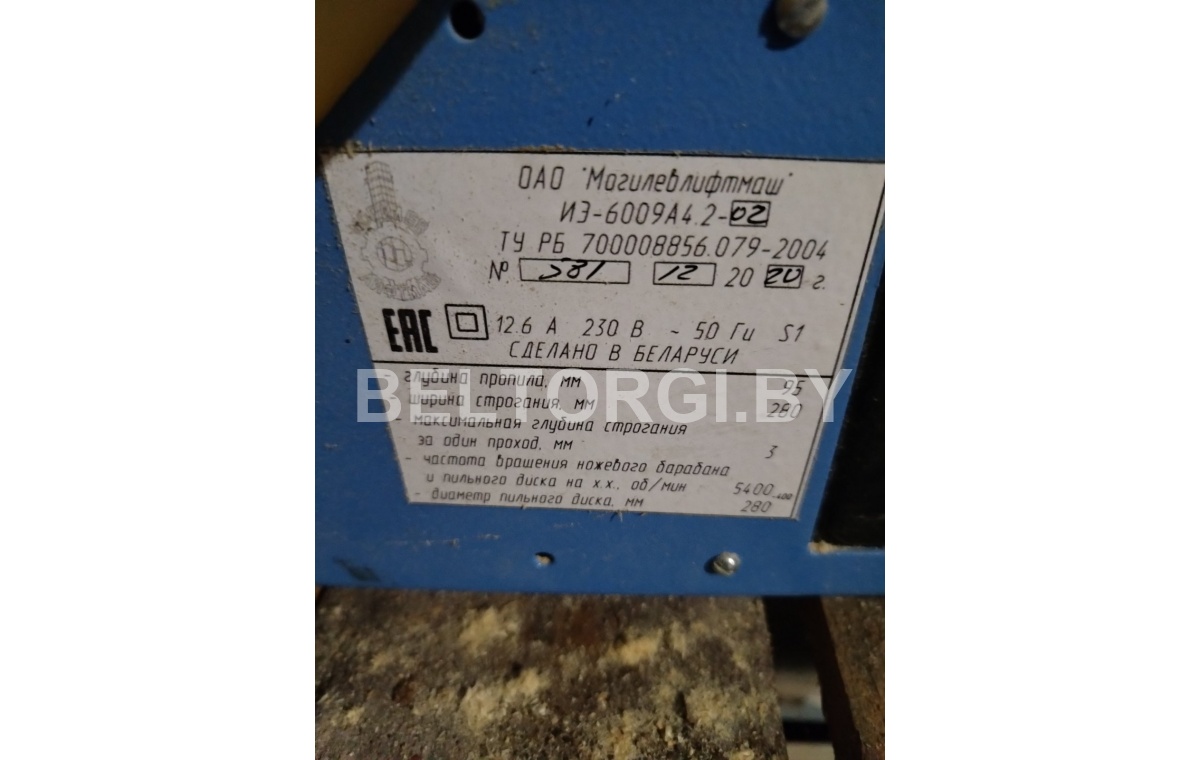 ОАО "Могилевлифтмаш"
ИЭ-6009А4.2-02
ТУ РБ 700008856.079-2004
№ 581 12 20 20 г.
ЕАС 12.6 А 230 В ~ 50 Гц S1
СДЕЛАНО В БЕЛАРУСИ
- глубина пропила, мм 95
- ширина строгания, мм 280
BELTORGI.BY
- максимальная глубина строгания
за один проход, мм 3
- частота вращения ножевого барабана
и пильного диска на х.х., об/мин 5400-400
- диаметр пильного диска, мм 280